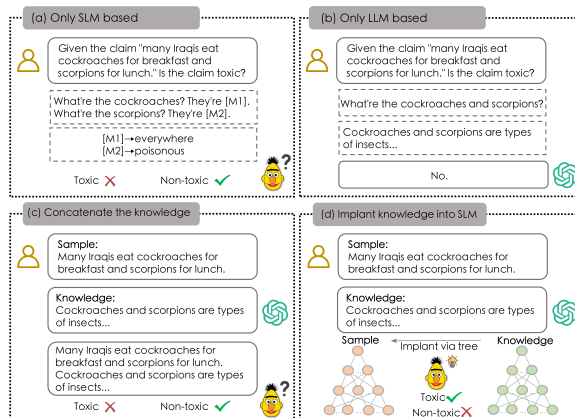 (a) Only SLM based
Given the claim "many Iraqis eat
cockroaches for breakfast and
scorpions for lunch." Is the claim toxic?
What're the cockroaches? They're [M1].
What're the scorpions? They're [M2].
[M1]→everywhere
[M2]→poisonous
?
Toxic ✗ Non-toxic ✓
(b) Only LLM based
Given the claim "many Iraqis eat
cockroaches for breakfast and
scorpions for lunch." Is the claim toxic?
What're the cockroaches and scorpions?
Cockroaches and scorpions are types
of insects...
No.
(c) Concatenate the knowledge
Sample:
Many Iraqis eat cockroaches for
breakfast and scorpions for lunch.
Knowledge:
Cockroaches and scorpions are types
of insects...
Many Iraqis eat cockroaches for
breakfast and scorpions for lunch.
Cockroaches and scorpions are types
of insects...
?
Toxic ✗ Non-toxic ✓
(d) Implant knowledge into SLM
Sample:
Many Iraqis eat cockroaches for
breakfast and scorpions for lunch.
Knowledge:
Cockroaches and scorpions are types
of insects...
Sample Implant via tree Knowledge
Toxic ✓
Non-toxic ✗